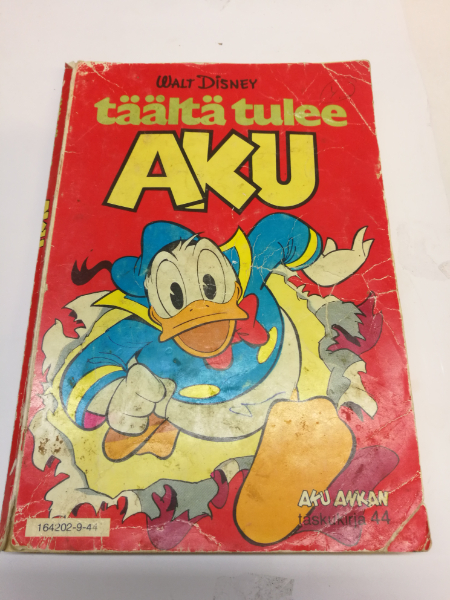 WALT DISNEY
täältä tulee
AKU
AKU ANKAN
taskukirja 44
164202-9-44